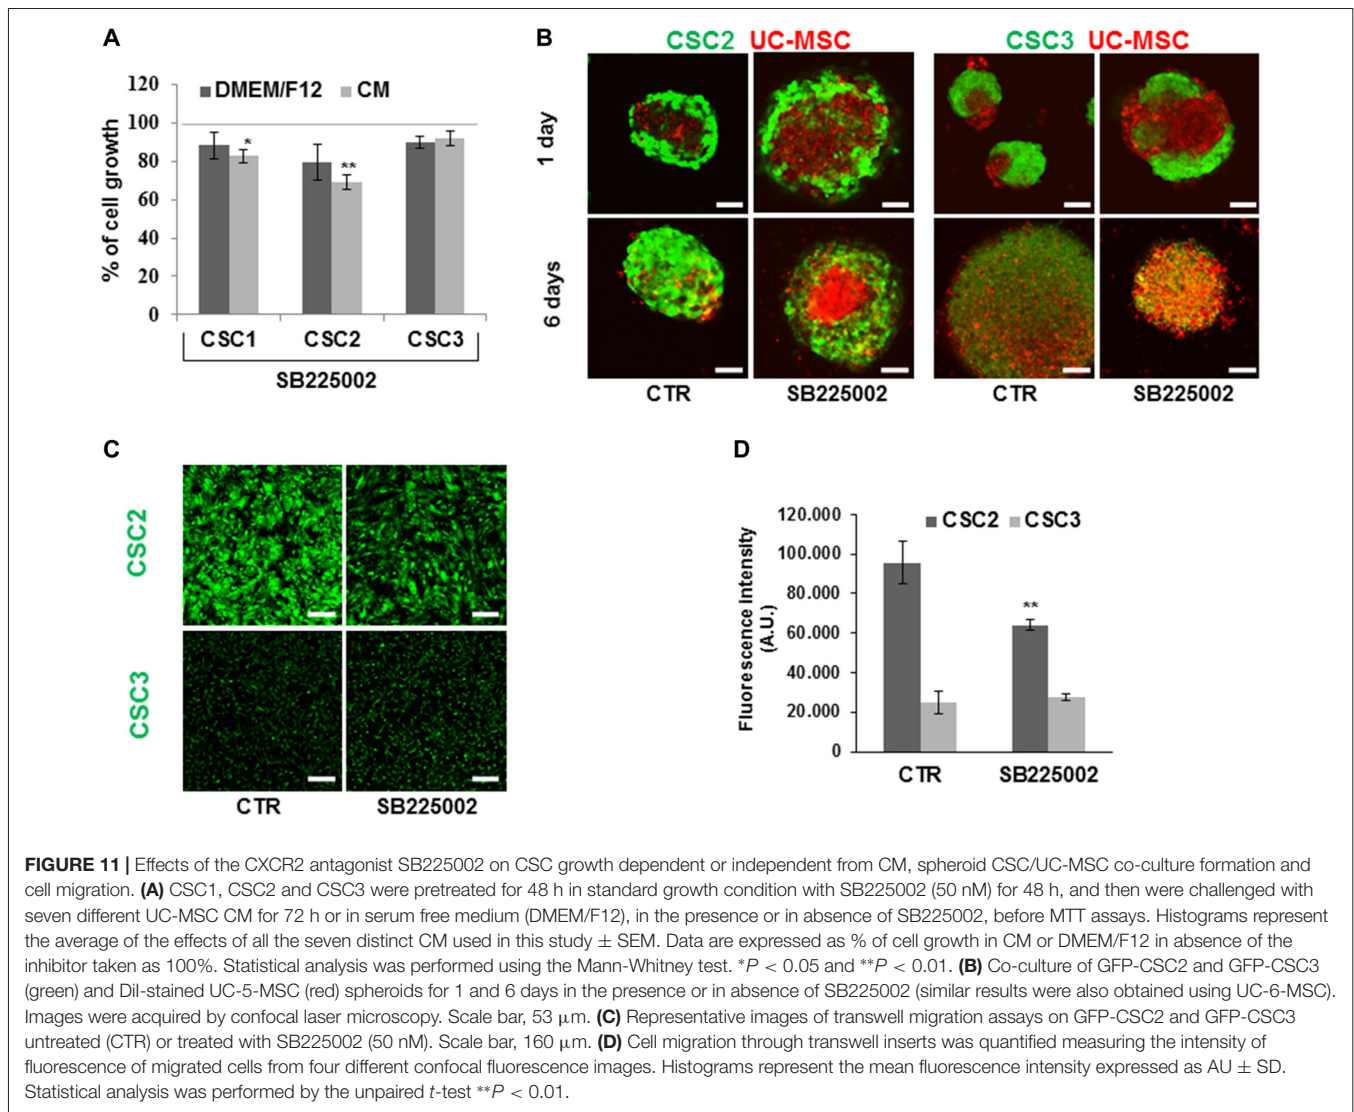 A
120
100
80
60
40
20
0
% of cell growth
DMEM/F12 CM
*
**
CSC1 CSC2 CSC3
SB225002
B
CSC2 UC-MSC CSC3 UC-MSC
1 day
6 days
CTR SB225002 CTR SB225002
C
CSC2
CSC3
CTR SB225002
D
120.000
100.000
80.000
60.000
40.000
20.000
0
Fluorescence Intensity
(A.U.)
CSC2 CSC3
**
CTR SB225002
FIGURE 11 | Effects of the CXCR2 antagonist SB225002 on CSC growth dependent or independent from CM, spheroid CSC/UC-MSC co-culture formation and
cell migration. (A) CSC1, CSC2 and CSC3 were pretreated for 48 h in standard growth condition with SB225002 (50 nM) for 48 h, and then were challenged with
seven different UC-MSC CM for 72 h or in serum free medium (DMEM/F12), in the presence or in absence of SB225002, before MTT assays. Histograms represent
the average of the effects of all the seven distinct CM used in this study ± SEM. Data are expressed as % of cell growth in CM or DMEM/F12 in absence of the
inhibitor taken as 100%. Statistical analysis was performed using the Mann-Whitney test. *P < 0.05 and **P < 0.01. (B) Co-culture of GFP-CSC2 and GFP-CSC3
(green) and DiI-stained UC-5-MSC (red) spheroids for 1 and 6 days in the presence or in absence of SB225002 (similar results were also obtained using UC-6-MSC).
Images were acquired by confocal laser microscopy. Scale bar, 53 μm. (C) Representative images of transwell migration assays on GFP-CSC2 and GFP-CSC3
untreated (CTR) or treated with SB225002 (50 nM). Scale bar, 160 μm. (D) Cell migration through transwell inserts was quantified measuring the intensity of
fluorescence of migrated cells from four different confocal fluorescence images. Histograms represent the mean fluorescence intensity expressed as AU ± SD.
Statistical analysis was performed by the unpaired t-test **P < 0.01.